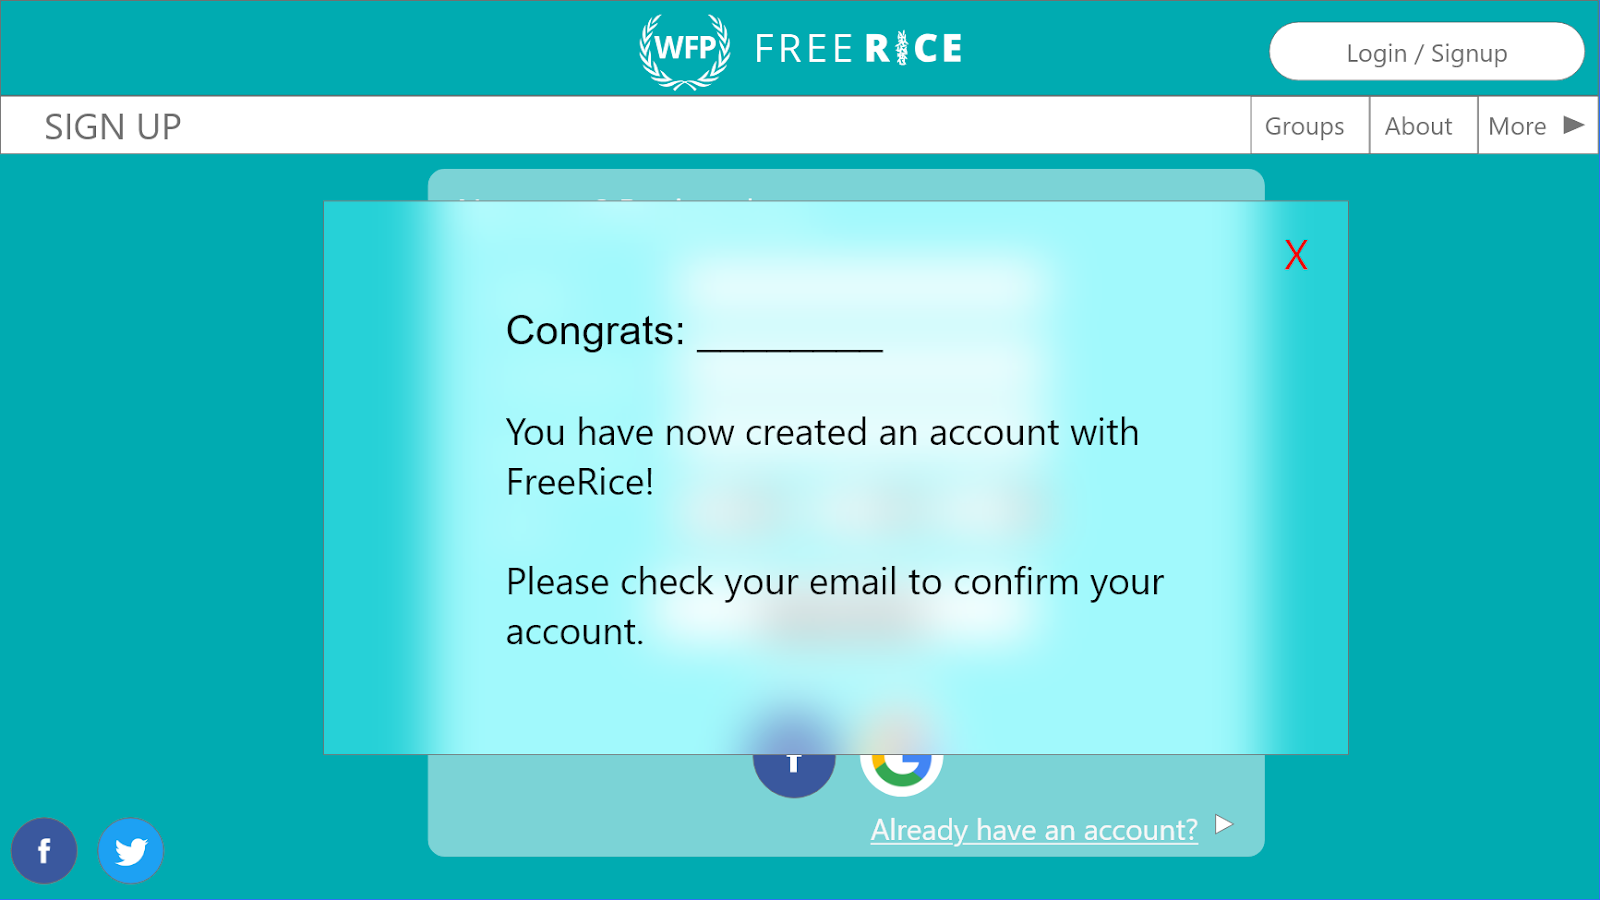 WFP FREE RICE
Login / Signup
SIGN UP
Groups
About
More
X
Congrats: ________
You have now created an account with
FreeRice!
Please check your email to confirm your
account.
Already have an account?